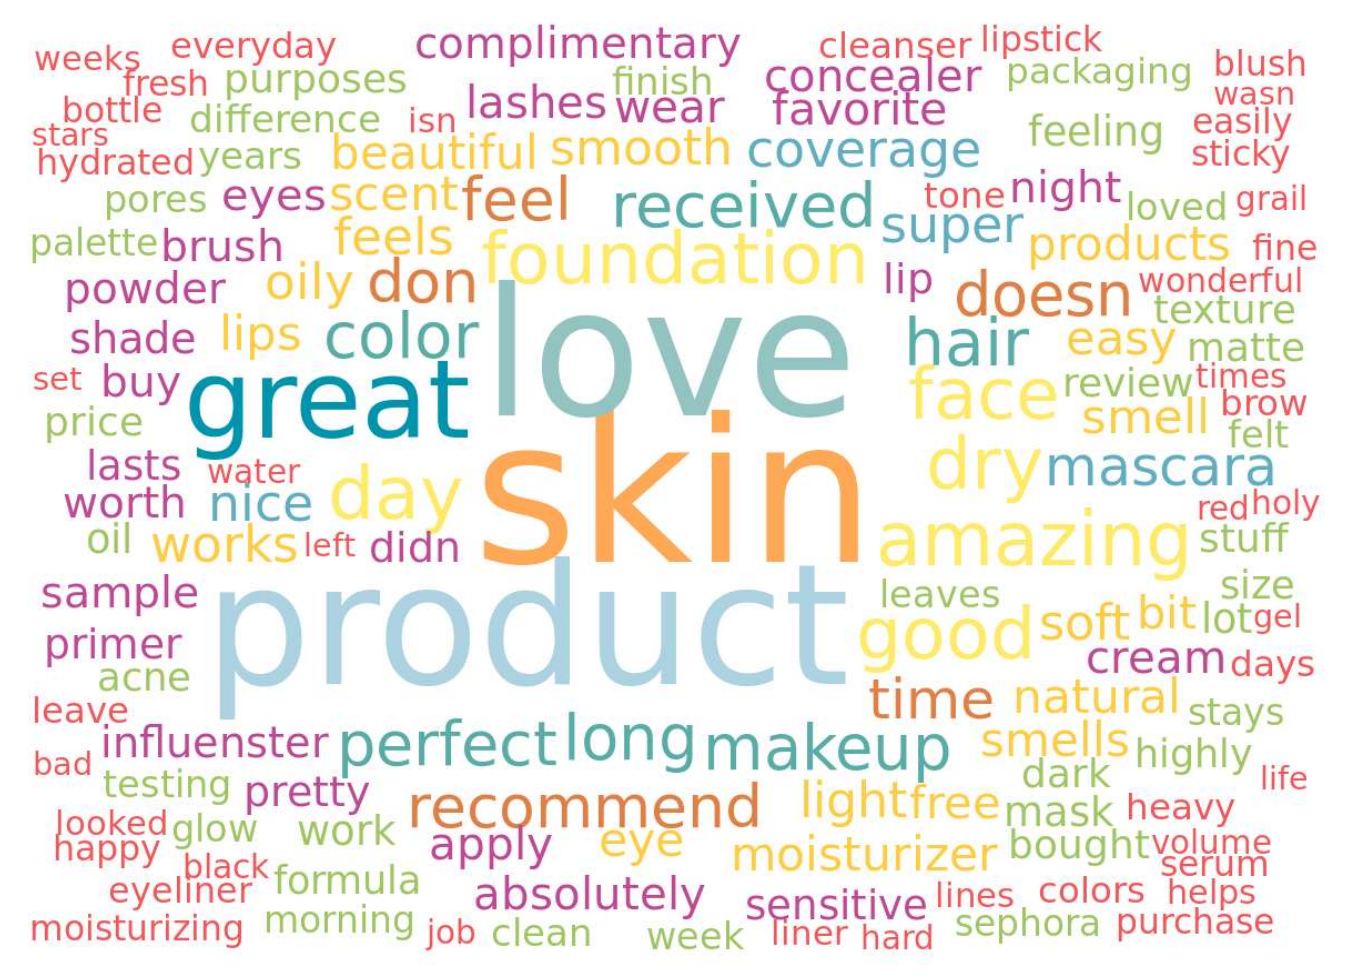 weeks everyday complimentary cleanser lipstick
fresh purposes finish concealer packaging blush
bottle difference isn lashes wear favorite wasn
stars years beautiful smooth coverage feeling easily
hydrated sticky
pores eyes scent feel received tone night loved grail
palette brush feels foundation super products fine
powder oily don lip doesn wonderful
shade lips color love hair easy texture
matte
set buy great face review times
price smell brow
felt
lasts water day skin dry mascara
worth nice red holy
oil works left didn amazing stuff
sample product leaves size
primer good soft bit lot gel
acne cream days
leave time natural stays
influenster perfect long makeup smells highly
bad testing pretty dark life
recommend light free mask heavy
looked glow work apply eye moisturizer bought volume
happy black serum
eyeliner formula absolutely sensitive lines colors helps
moisturizing morning job clean week liner hard sephora purchase